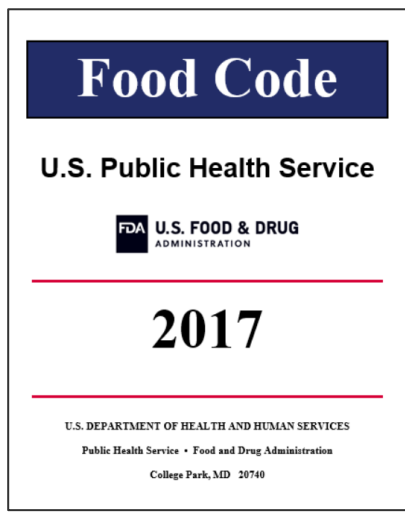 Food Code
U.S. Public Health Service
FDA U.S. FOOD & DRUG
ADMINISTRATION
2017
U.S. DEPARTMENT OF HEALTH AND HUMAN SERVICES
Public Health Service • Food and Drug Administration
College Park, MD 20740